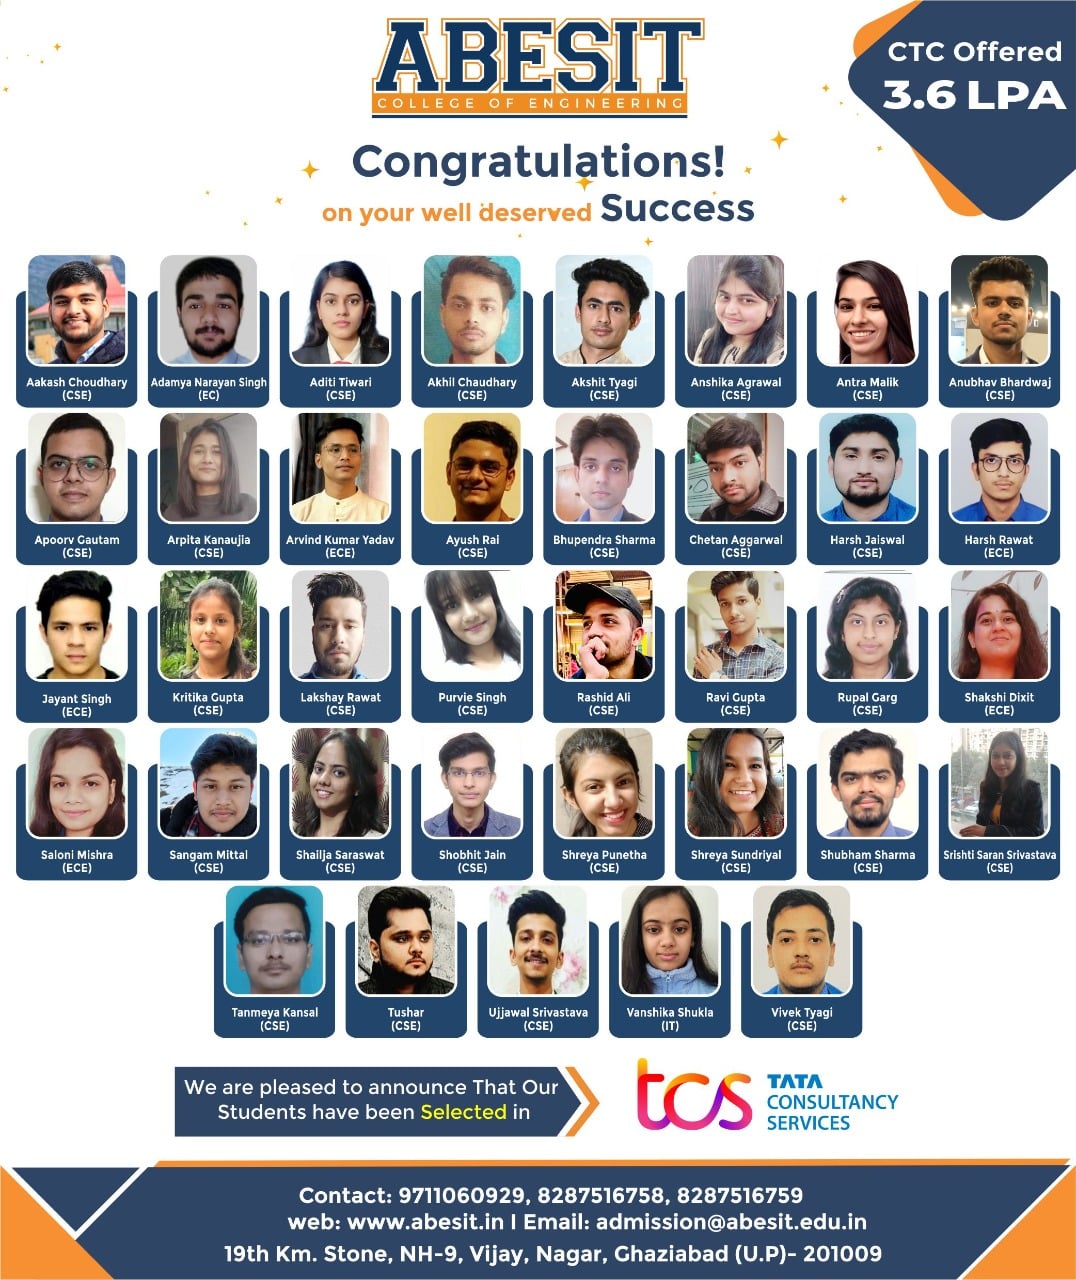 ABESIT
COLLEGE OF ENGINEERING
CTC Offered
3.6 LPA
Congratulations!
on your well deserved Success
Aakash Choudhary
(CSE)
Adamya Narayan Singh
(EC)
Aditi Tiwari
(CSE)
Akhil Chaudhary
(CSE)
Akshit Tyagi
(CSE)
Anshika Agrawal
(CSE)
Antra Malik
(CSE)
Anubhav Bhardwaj
(CSE)
Apoorv Gautam
(CSE)
Arpita Kanaujia
(CSE)
Arvind Kumar Yadav
(ECE)
Ayush Rai
(CSE)
Bhupendra Sharma
(CSE)
Chetan Aggarwal
(CSE)
Harsh Jaiswal
(CSE)
Harsh Rawat
(ECE)
Jayant Singh
(ECE)
Kritika Gupta
(CSE)
Lakshay Rawat
(CSE)
Purvie Singh
(CSE)
Rashid Ali
(CSE)
Ravi Gupta
(CSE)
Rupal Garg
(CSE)
Shakshi Dixit
(ECE)
Saloni Mishra
(ECE)
Sangam Mittal
(CSE)
Shailja Saraswat
(CSE)
Shobhit Jain
(CSE)
Shreya Punetha
(CSE)
Shreya Sundriyal
(CSE)
Shubham Sharma
(CSE)
Srishti Saran Srivastava
(CSE)
Tanmeya Kansal
(CSE)
Tushar
(CSE)
Ujjawal Srivastava
(CSE)
Vanshika Shukla
(IT)
Vivek Tyagi
(CSE)
We are pleased to announce That Our
Students have been Selected in
tcs
TATA
CONSULTANCY
SERVICES
Contact: 9711060929, 8287516758, 8287516759
web: www.abesit.in I Email: admission@abesit.edu.in
19th Km. Stone, NH-9, Vijay, Nagar, Ghaziabad (U.P)- 201009